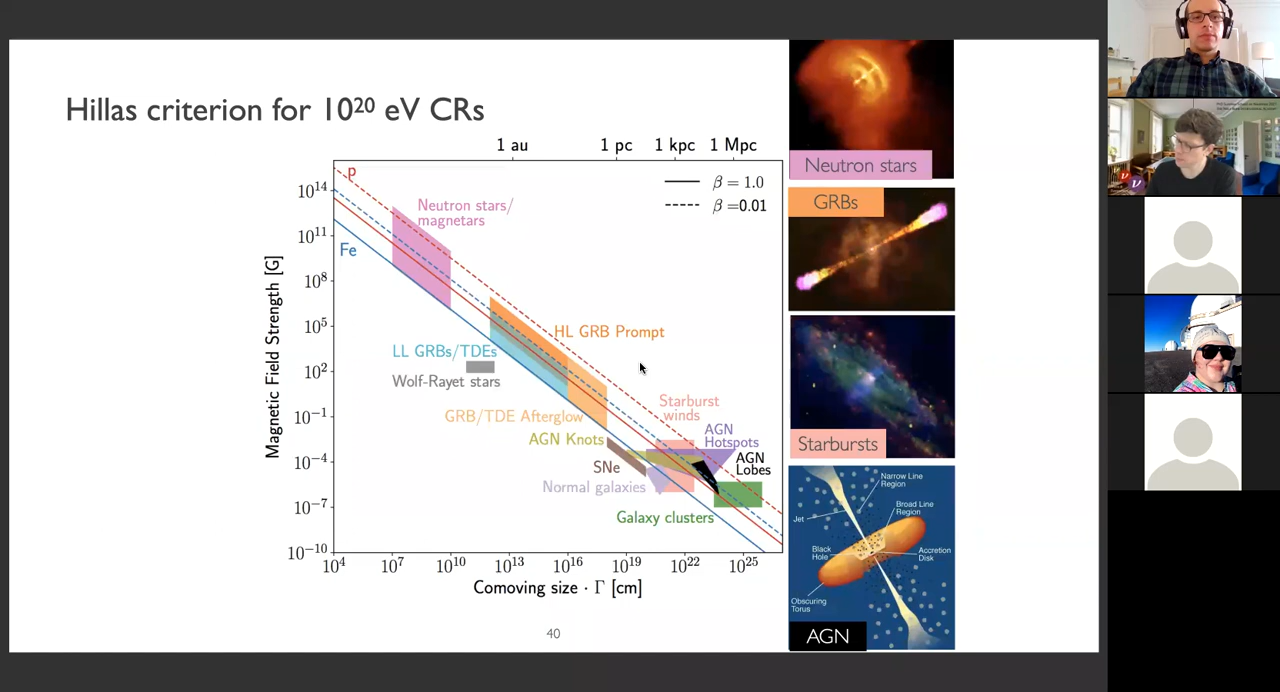 Hillas criterion for 10²⁰ eV CRs
1 au 1 pc 1 kpc 1 Mpc
p
β = 1.0
β =0.01
Neutron stars/
magnetars
Fe
HL GRB Prompt
LL GRBs/TDEs
Wolf-Rayet stars
GRB/TDE Afterglow
Starburst
winds
AGN Knots
AGN
Hotspots
SNe
AGN
Lobes
Normal galaxies
Galaxy clusters
Magnetic Field Strength [G]
10¹⁴
10¹¹
10⁸
10⁵
10²
10⁻¹
10⁻⁴
10⁻⁷
10⁻¹⁰
10⁴ 10⁷ 10¹⁰ 10¹³ 10¹⁶ 10¹⁹ 10²² 10²⁵
Comoving size · Γ [cm]
40
Neutron stars
GRBs
Starbursts
Narrow Line
Region
Broad Line
Region
Jet
Black
Hole
Accretion
Disk
Obscuring
Torus
AGN